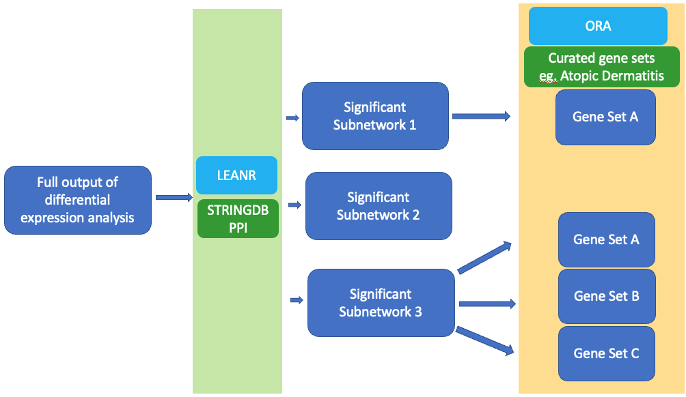 Full output of
differential
expression analysis
LEANR
STRINGDB
PPI
Significant
Subnetwork 1
Significant
Subnetwork 2
Significant
Subnetwork 3
ORA
Curated gene sets
eg. Atopic Dermatitis
Gene Set A
Gene Set A
Gene Set B
Gene Set C